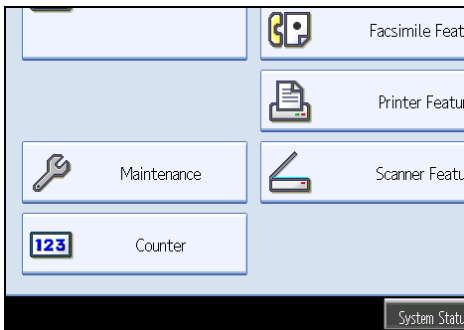 Facsimile Feat
Printer Featu
Maintenance
Scanner Featu
123
Counter
System Statu